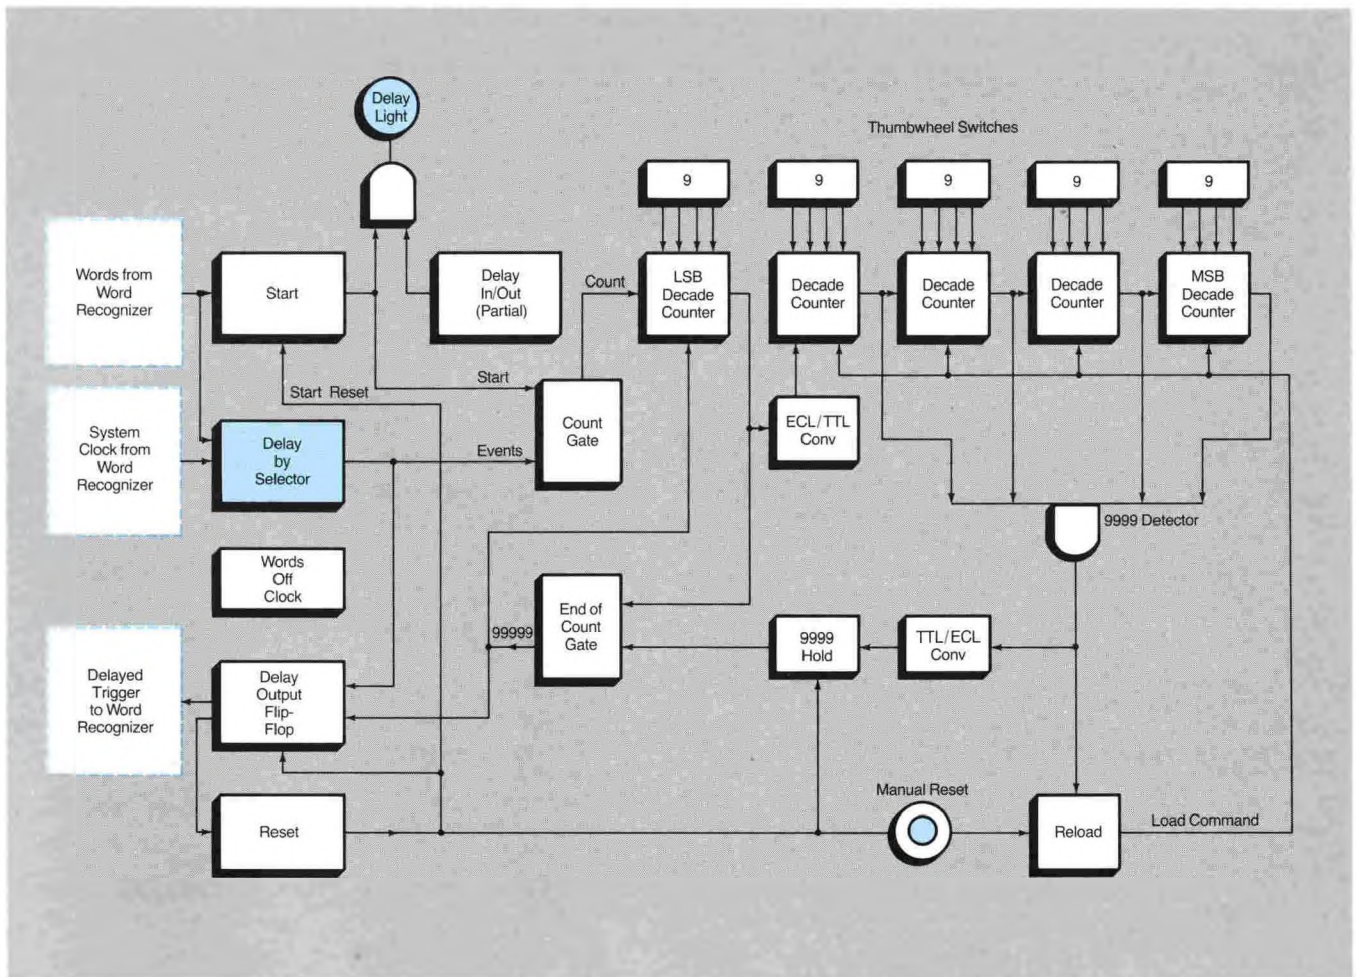 Delay
Light
Thumbwheel Switches
9
9
9
9
9
Words from
Word
Recognizer
Start
Delay
In/Out
(Partial)
Count
LSB
Decade
Counter
Decade
Counter
Decade
Counter
Decade
Counter
MSB
Decade
Counter
Start Reset
Start
Count
Gate
ECL/TTL
Conv
System
Clock from
Word
Recognizer
Delay
by
Selector
Events
9999 Detector
Words
Off
Clock
End of
Count
Gate
99999
9999
Hold
TTL/ECL
Conv
Delayed
Trigger
to Word
Recognizer
Delay
Output
Flip-
Flop
Manual Reset
Reset
Reload
Load Command